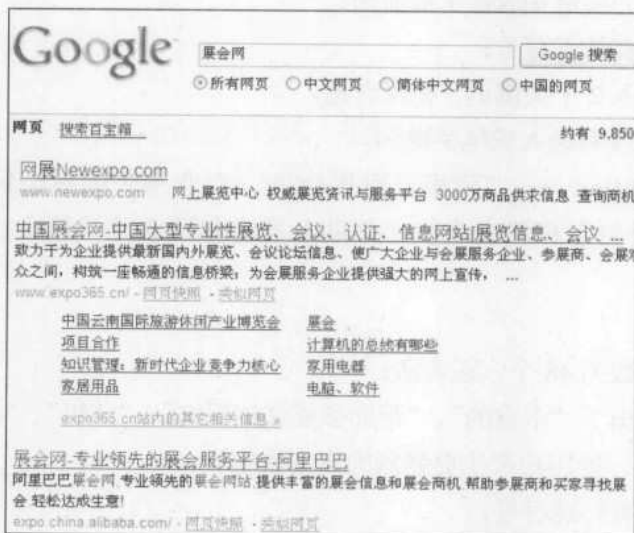 Google 展会网 Google 搜索
所有网页 中文网页 简体中文网页 中国的网页
网页 搜索百宝箱... 约有 9,850
网展Newexpo.com
www.newexpo.com 网上展览中心 权威展览资讯与服务平台 3000万商品供求信息 查询商机
中国展会网-中国大型专业性展览、会议、认证、信息网站[展览信息、会议 ...
致力于为企业提供最新国内外展览、会议论坛信息、使广大企业与会展服务企业、参展商、会展观
众之间，构筑一座畅通的信息桥梁；为会展服务企业提供强大的网上宣传， ...
www.expo365.cn/ - 网页快照 - 类似网页
中国云南国际旅游休闲产业博览会 展会
项目合作 计算机的总线有哪些
知识管理：新时代企业竞争力核心 家用电器
家居用品 电脑、软件
expo365.cn站内的其它相关信息 »
展会网-专业领先的展会服务平台-阿里巴巴
阿里巴巴展会网,专业领先的展会网站,提供丰富的展会信息和展会商机,帮助参展商和买家寻找展
会,轻松达成生意!
expo.china.alibaba.com/ - 网页快照 - 类似网页